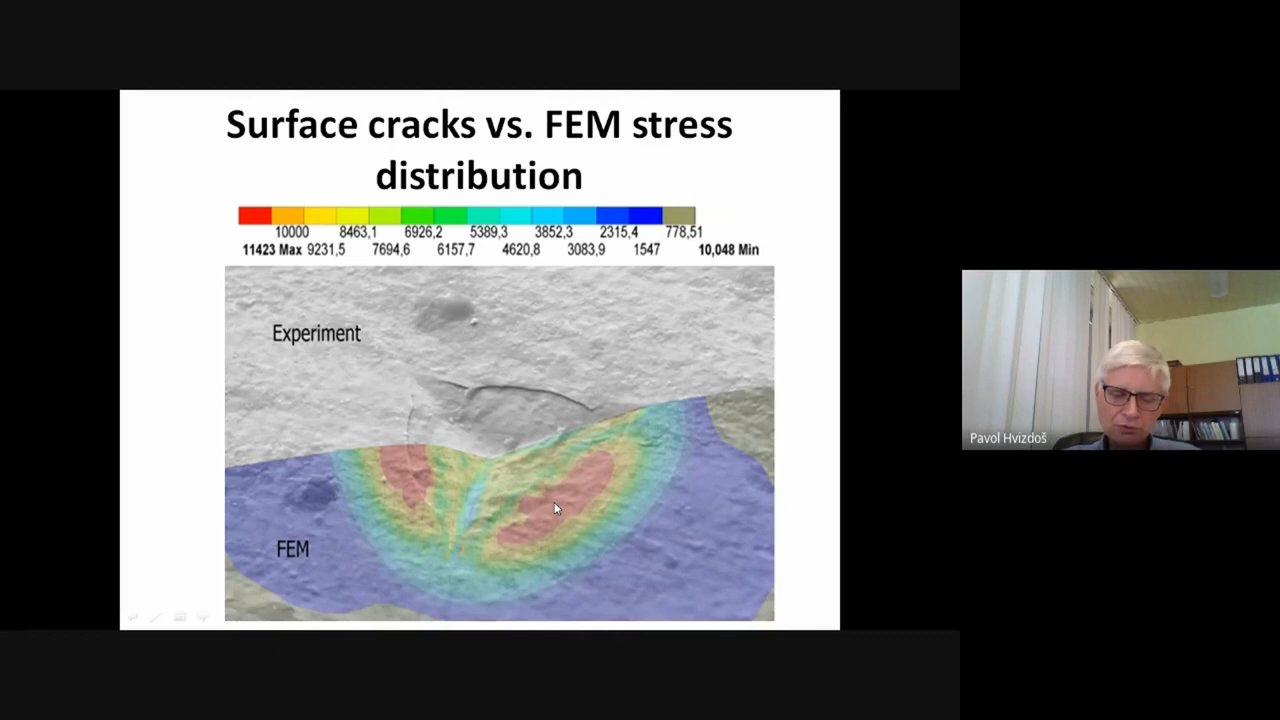 Surface cracks vs. FEM stress
distribution
10000 8463,1 6926,2 5389,3 3852,3 2315,4 778,51
11423 Max 9231,5 7694,6 6157,7 4620,8 3083,9 1547 10,048 Min
Experiment
FEM
Pavol Hvizdoš